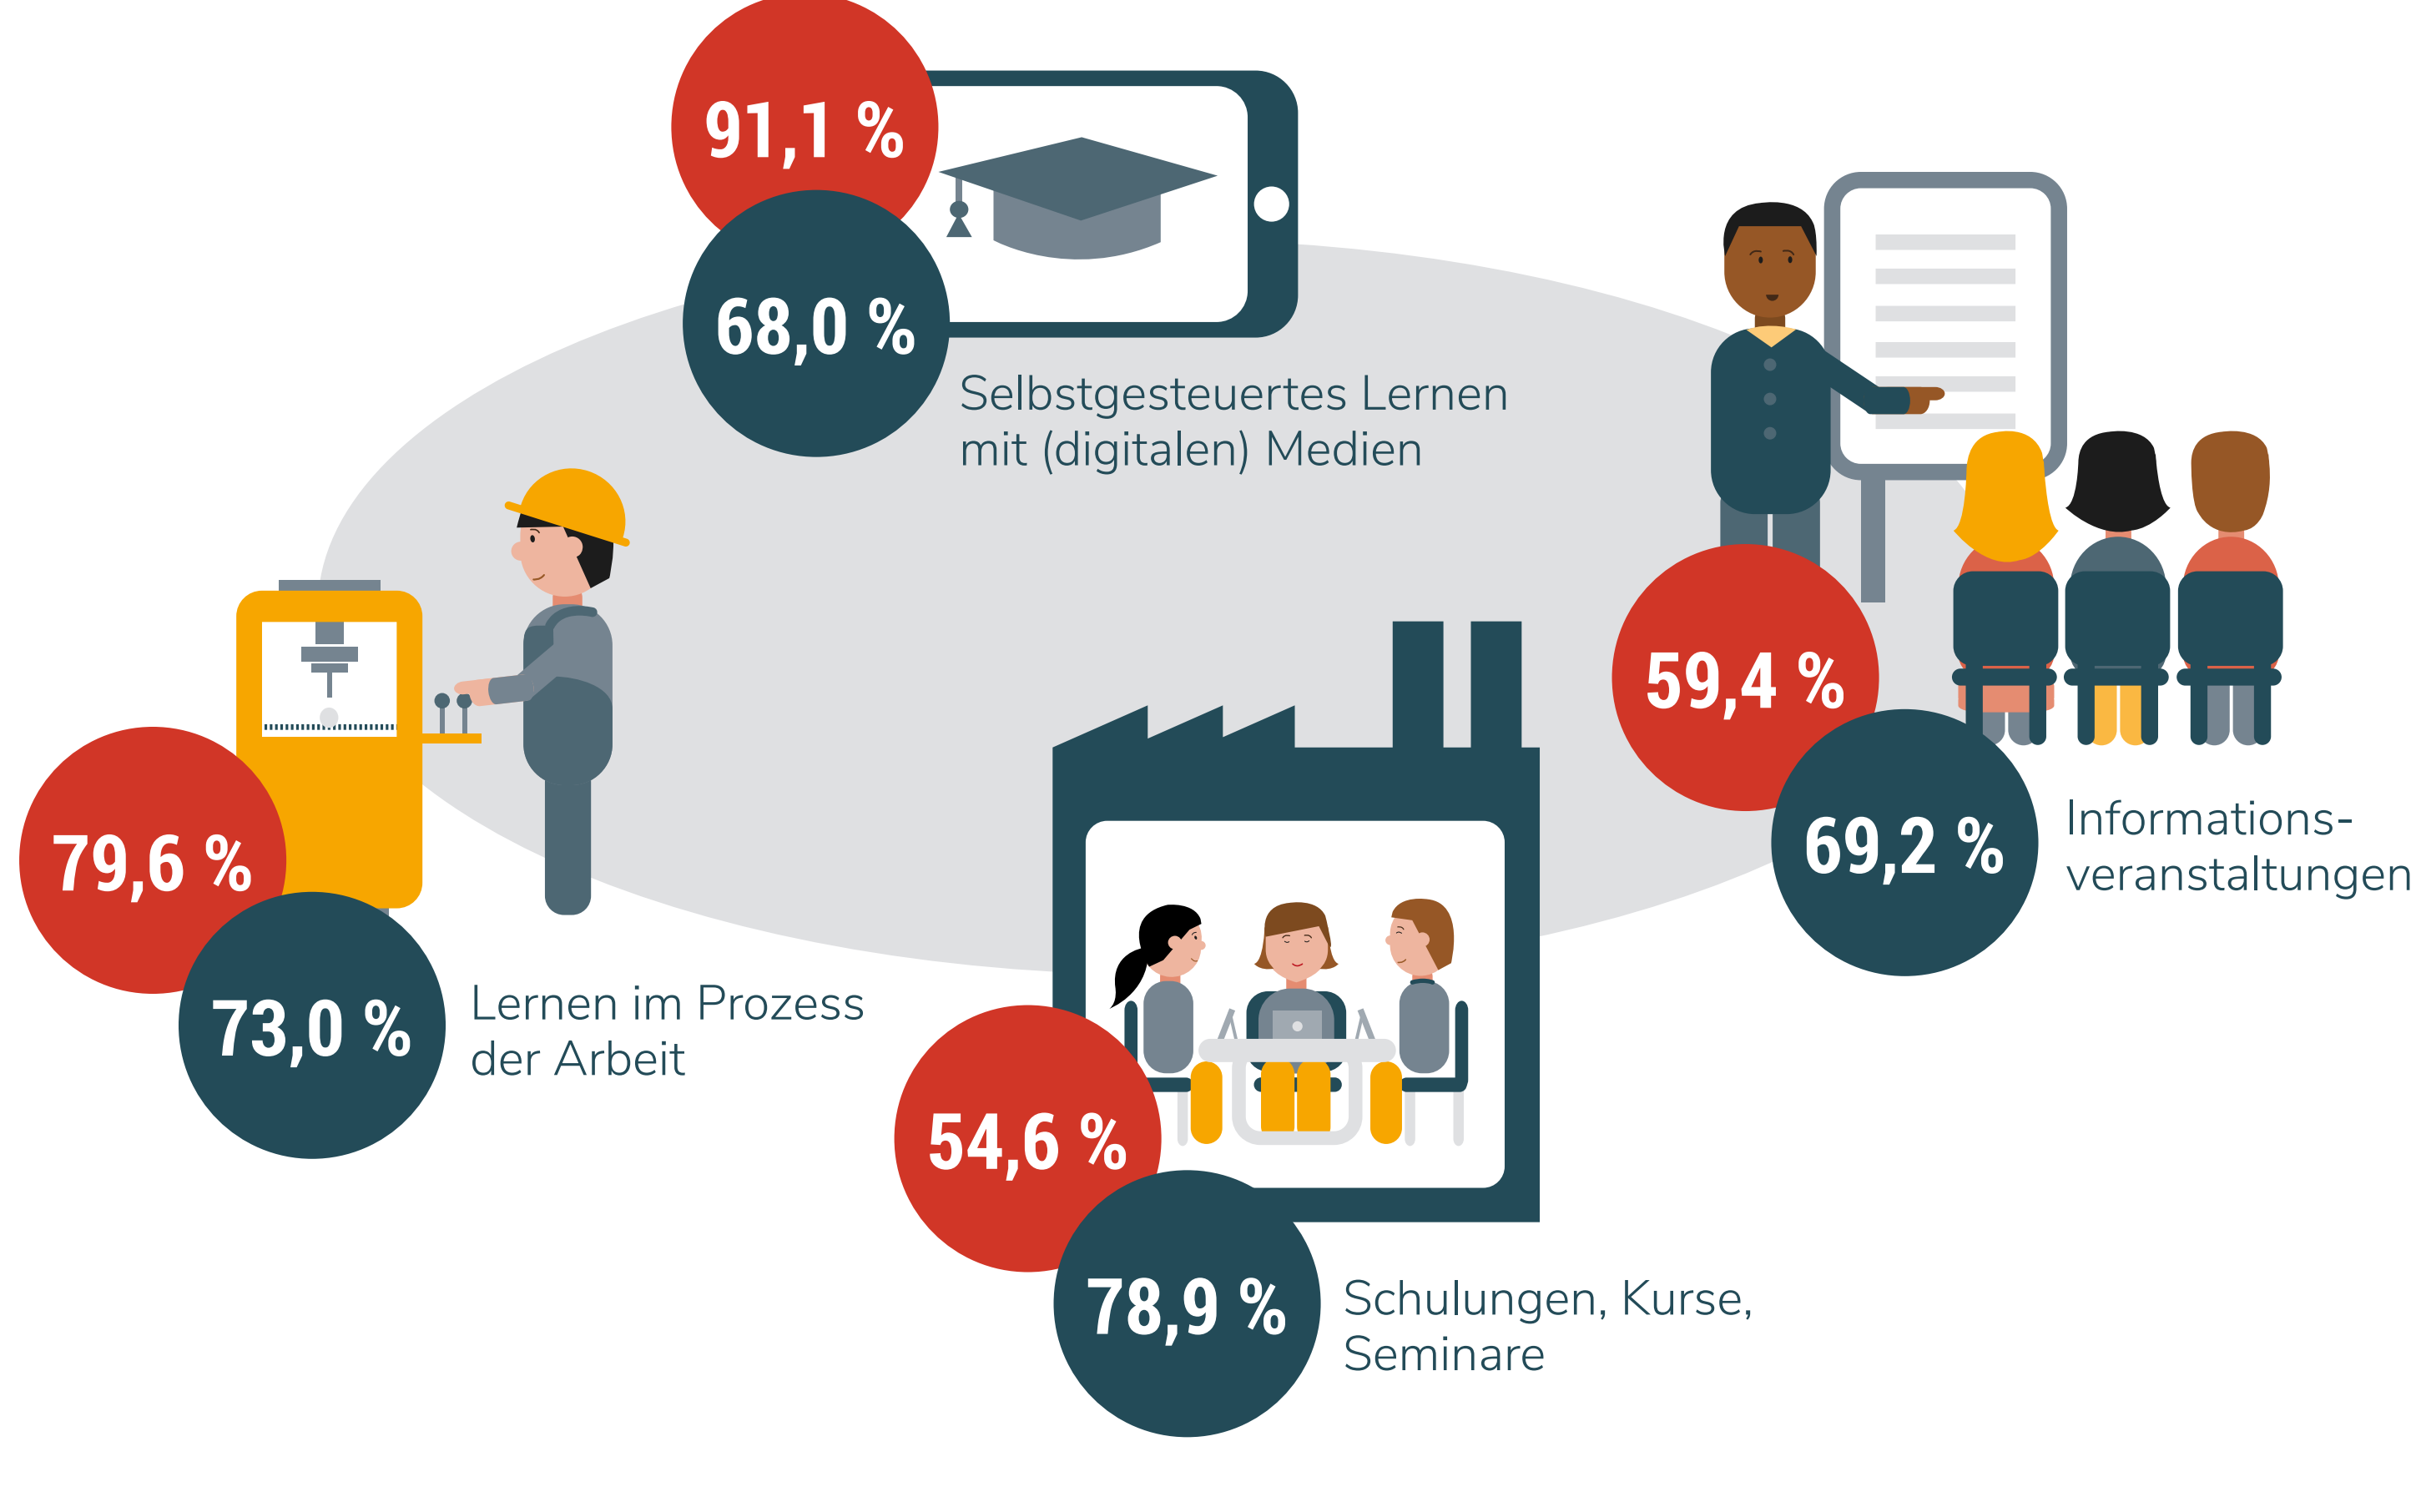 91,1 %
68,0 %
Selbstgesteuertes Lernen
mit (digitalen) Medien
59,4 %
69,2 %
Informations-
veranstaltungen
79,6 %
73,0 %
Lernen im Prozess
der Arbeit
54,6 %
78,9 %
Schulungen, Kurse,
Seminare